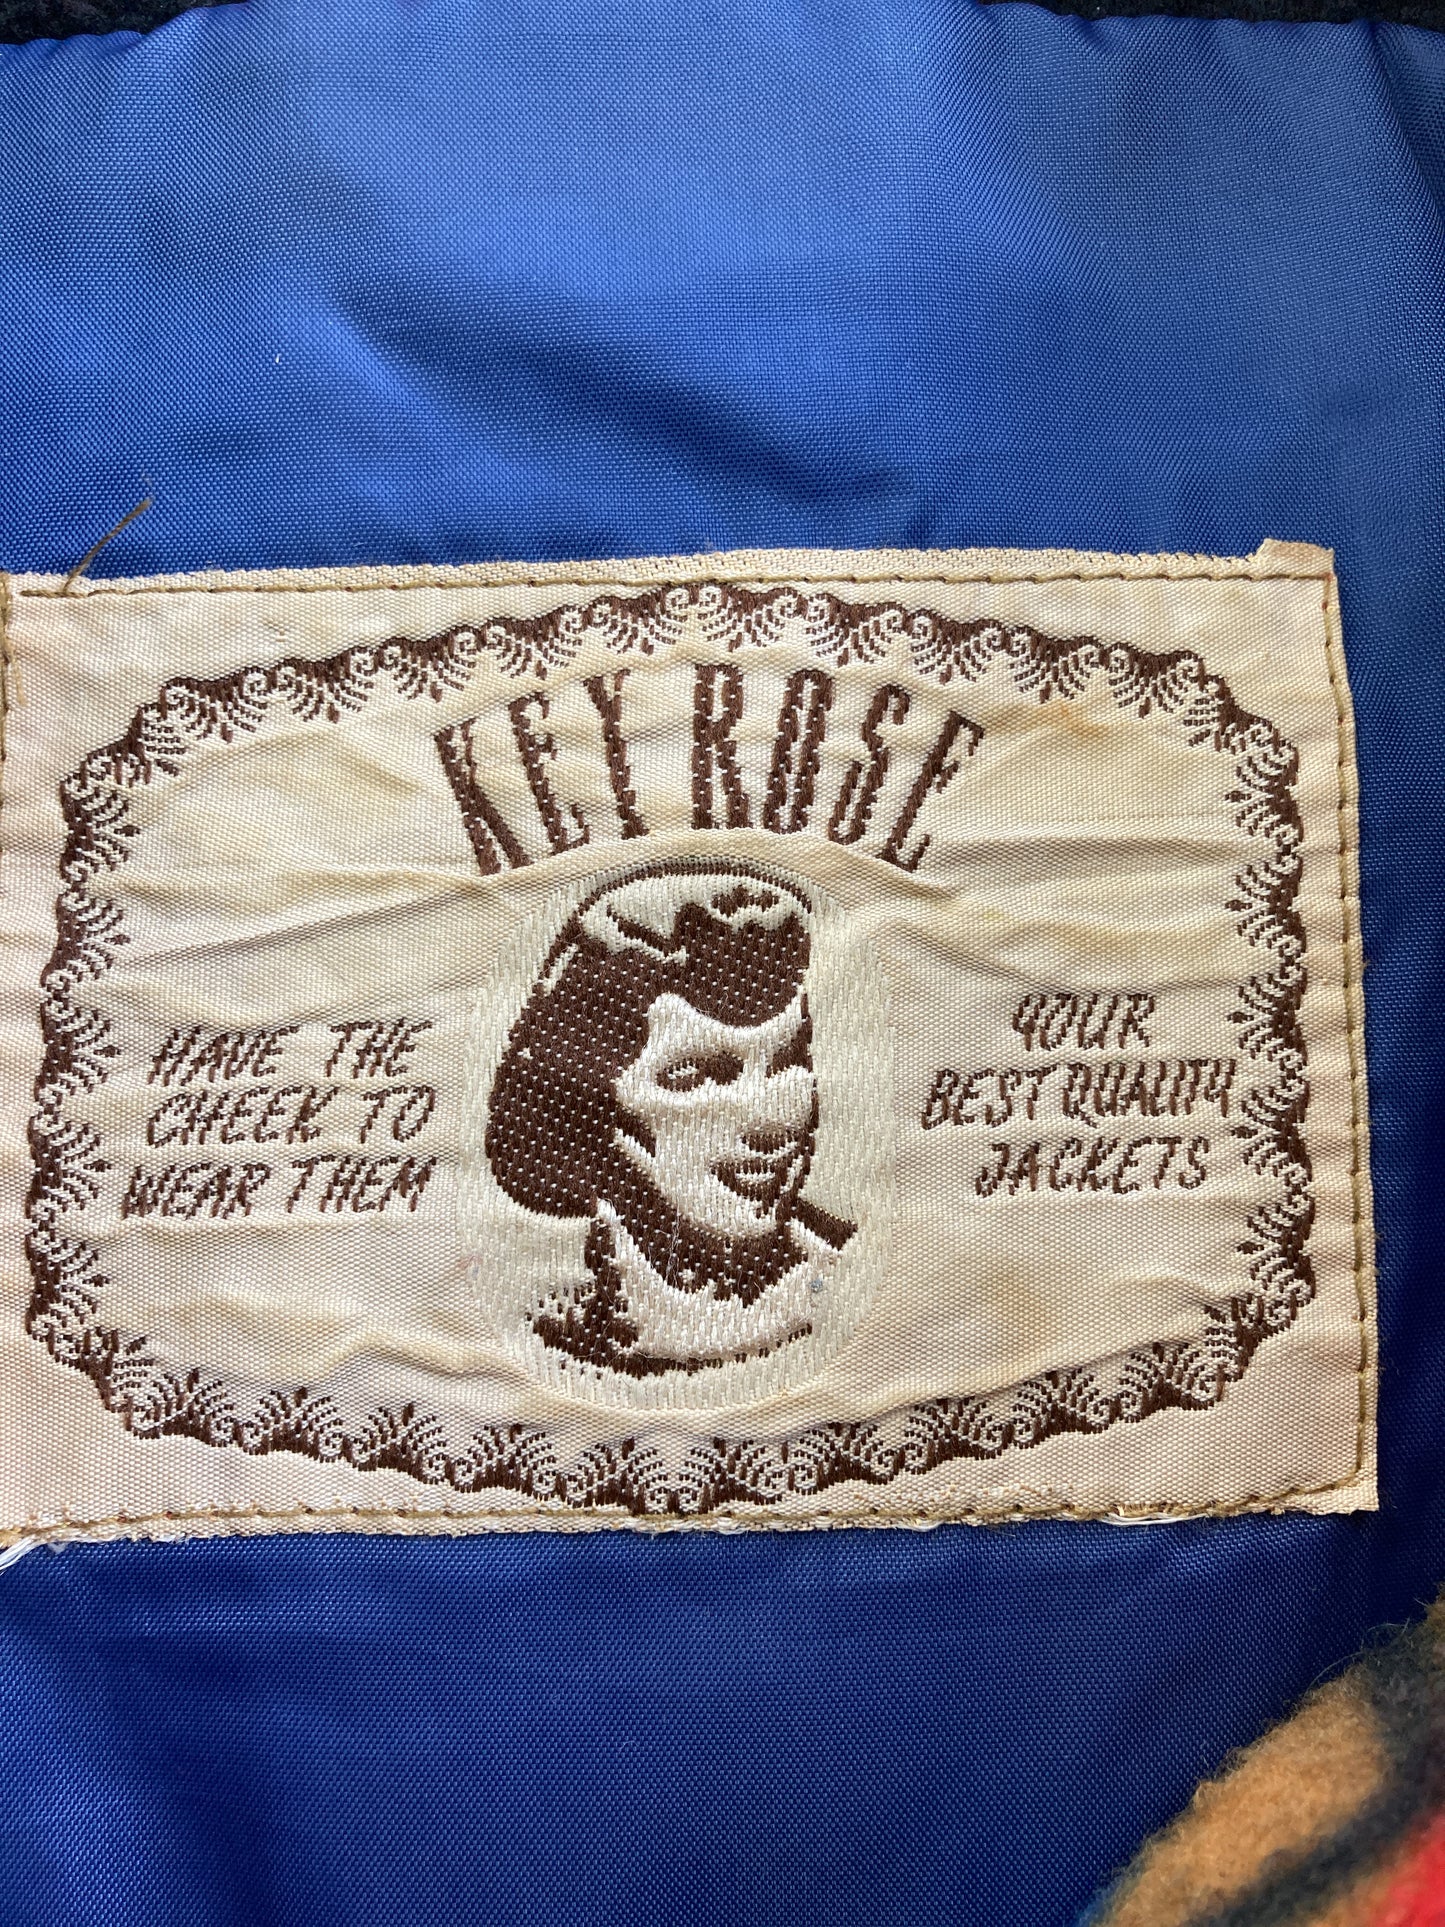 KEY ROSE
HAVE THE
CHEEK TO
WEAR THEM
YOUR
BEST QUALITY
JACKETS